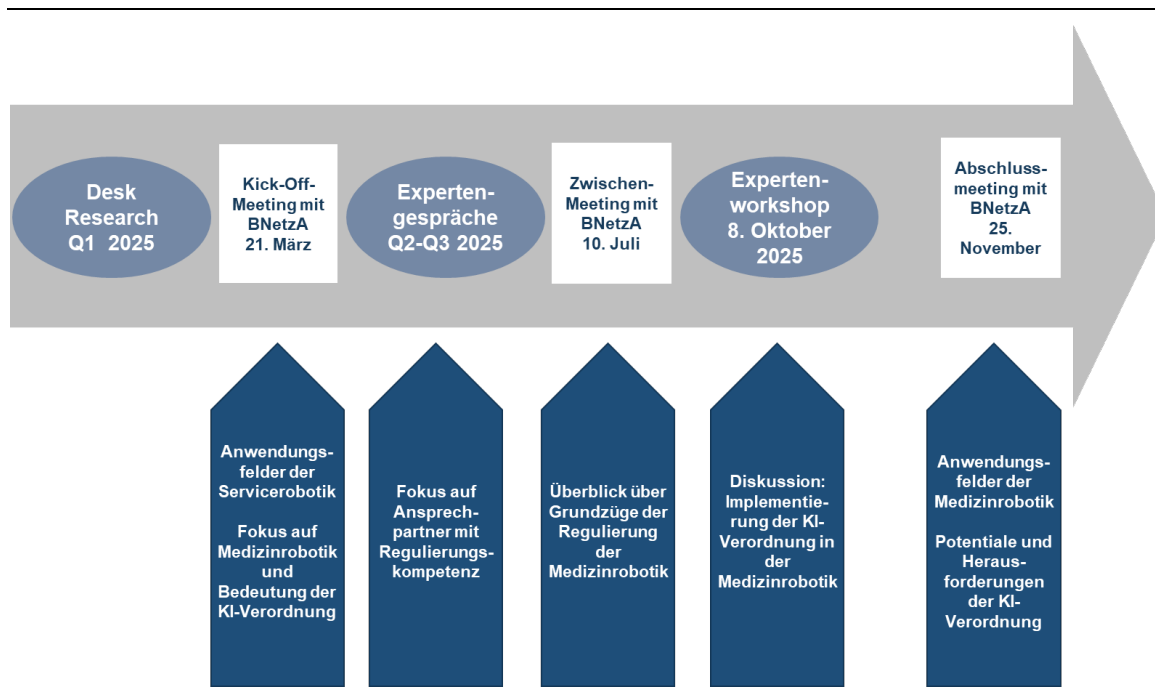 Desk
Research
Q1 2025
Kick-Off-
Meeting mit
BNetzA
21. März
Experten-
gespräche
Q2-Q3 2025
Zwischen-
Meeting mit
BNetzA
10. Juli
Experten-
workshop
8. Oktober
2025
Abschluss-
meeting mit
BNetzA
25.
November
Anwendungs-
felder der
Servicerobotik
Fokus auf
Medizinrobotik
und
Bedeutung der
KI-Verordnung
Fokus auf
Ansprech-
partner mit
Regulierungs-
kompetenz
Überblick über
Grundzüge der
Regulierung
der
Medizinrobotik
Diskussion:
Implementie-
rung der KI-
Verordnung in
der
Medizinrobotik
Anwendungs-
felder der
Medizinrobotik
Potentiale und
Heraus-
forderungen
der KI-
Verordnung